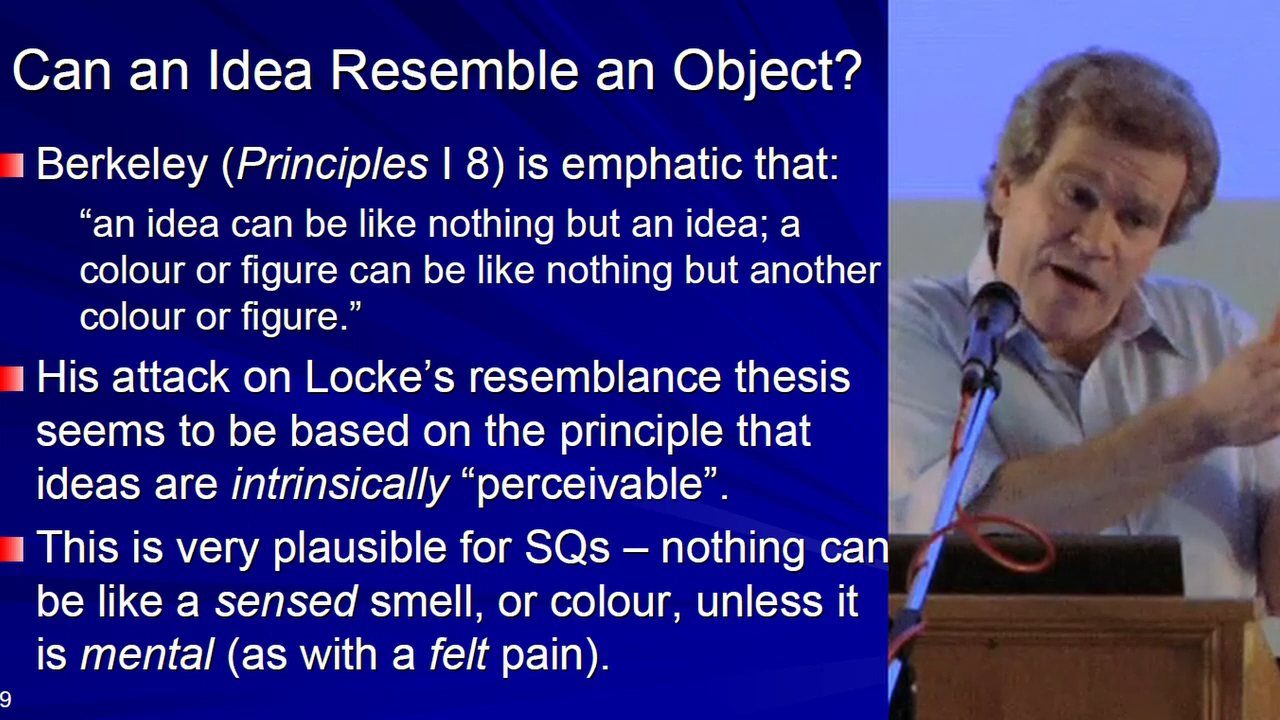 Can an Idea Resemble an Object?
Berkeley (Principles I 8) is emphatic that:
“an idea can be like nothing but an idea; a
colour or figure can be like nothing but another
colour or figure.”
His attack on Locke’s resemblance thesis
seems to be based on the principle that
ideas are intrinsically “perceivable”.
This is very plausible for SQs – nothing can
be like a sensed smell, or colour, unless it
is mental (as with a felt pain).
9